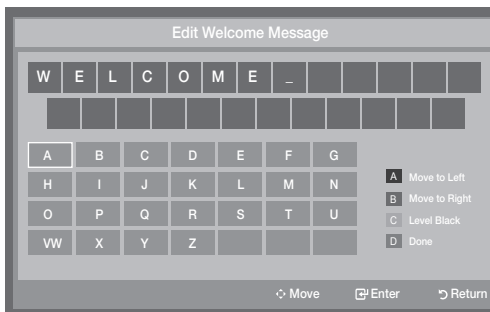 Edit Welcome Message
W E L C O M E _
A B C D E F G
H I J K L M N
O P Q R S T U
VW X Y Z
A Move to Left
B Move to Right
C Level Black
D Done
Move Enter Return